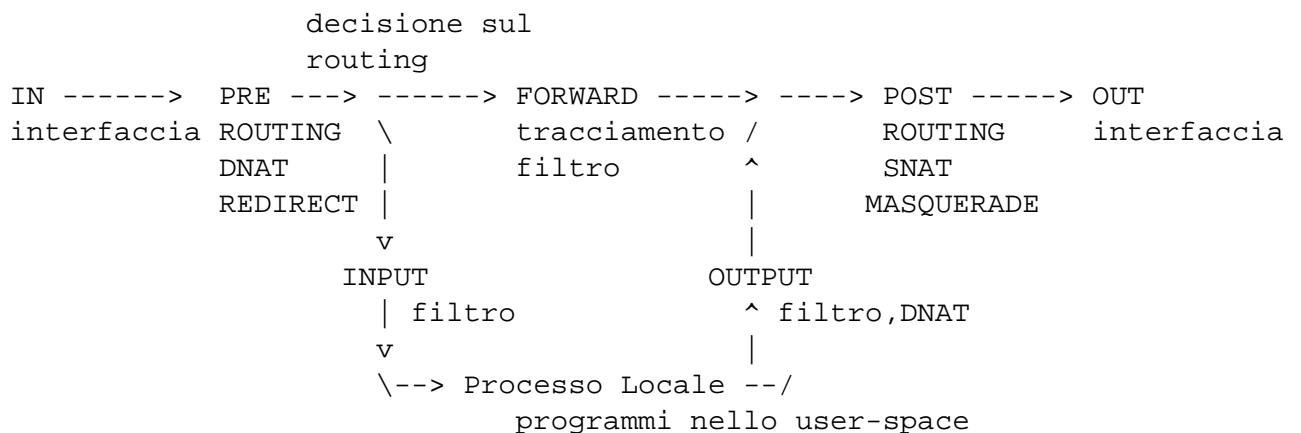 decisione sul
routing
IN ------> PRE ---> ------> FORWARD -----> ----> POST -----> OUT
interfaccia ROUTING \ tracciamento / ROUTING interfaccia
DNAT | filtro ^ SNAT
REDIRECT | | MASQUERADE
v |
INPUT OUTPUT
| filtro ^ filtro,DNAT
v |
\--> Processo Locale --/
programmi nello user-space